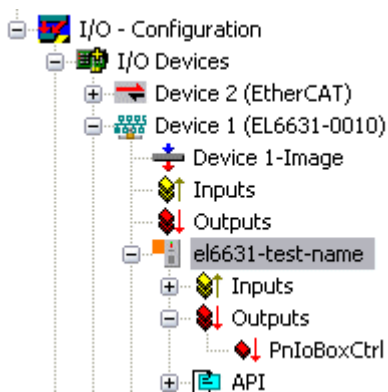 I/O - Configuration
I/O Devices
Device 2 (EtherCAT)
Device 1 (EL6631-0010)
Device 1-Image
Inputs
Outputs
el6631-test-name
Inputs
Outputs
PnIoBoxCtrl
API